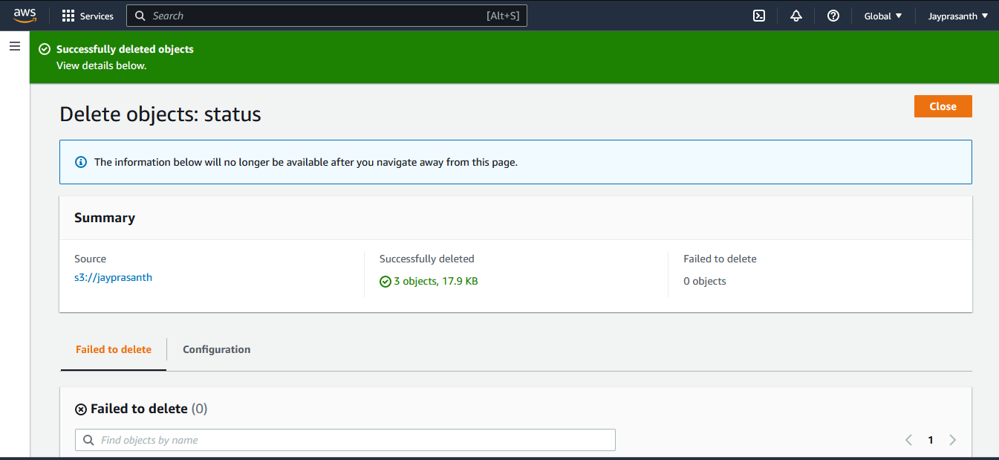 aws
Services
Search
[Alt+S]
Global
Jayprasanth
Successfully deleted objects
View details below.
Delete objects: status
Close
The information below will no longer be available after you navigate away from this page.
Summary
Source
s3://jayprasanth
Successfully deleted
3 objects, 17.9 KB
Failed to delete
0 objects
Failed to delete
Configuration
Failed to delete (0)
Find objects by name
1